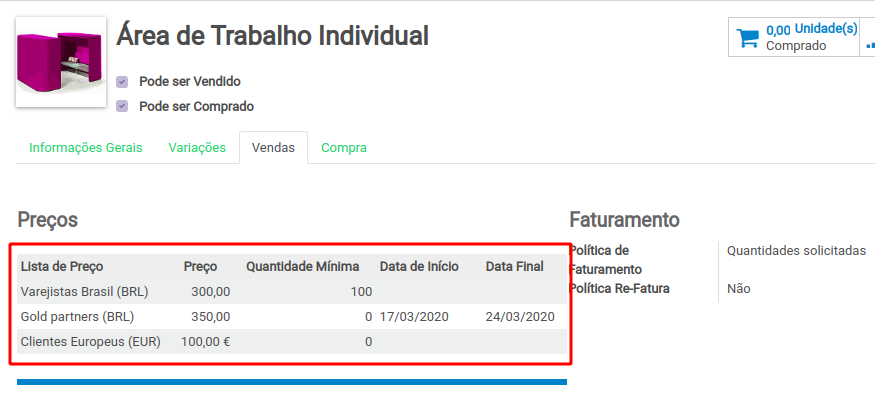 Área de Trabalho Individual
0,00 Unidade(s)
Comprado
Pode ser Vendido
Pode ser Comprado
Informações Gerais Variações Vendas Compra
Preços
Faturamento
Lista de Preço Preço Quantidade Mínima Data de Início Data Final
Varejistas Brasil (BRL) 300,00 100
Gold partners (BRL) 350,00 0 17/03/2020 24/03/2020
Clientes Europeus (EUR) 100,00 € 0
Política de Quantidades solicitadas
Faturamento
Política Re-Fatura Não